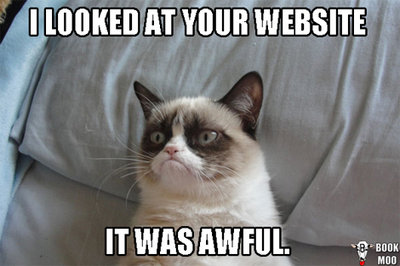 I LOOKED AT YOUR WEBSITE
IT WAS AWFUL.
BOOK
MOO